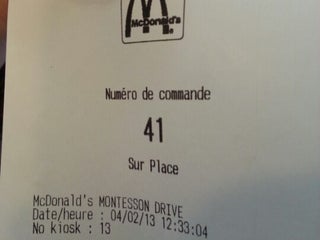 McDonald's
Numéro de commande
41
Sur Place
McDonald's MONTESSON DRIVE
Date/heure : 04/02/13 12:33:04
No kiosk : 13